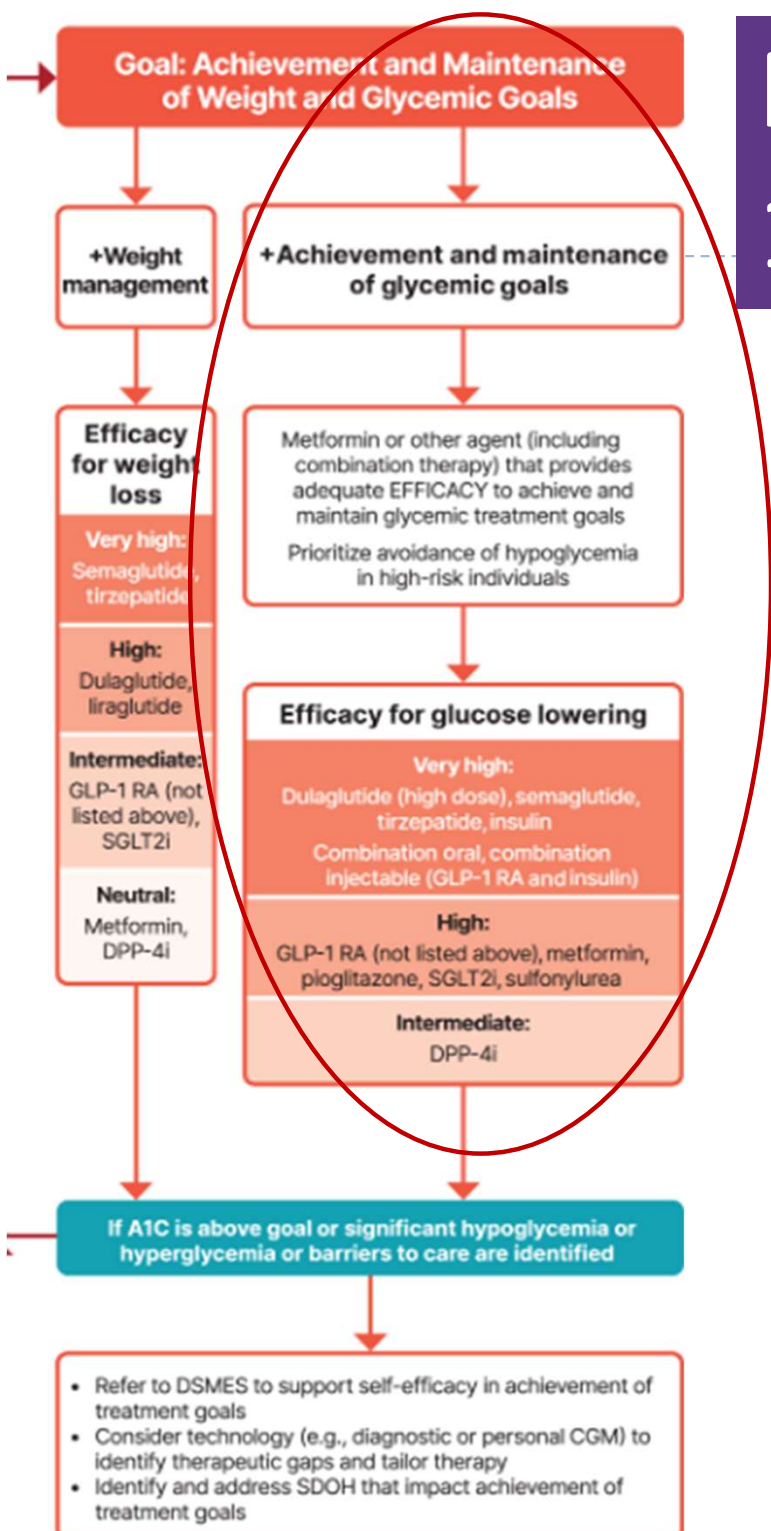 Goal: Achievement and Maintenance
of Weight and Glycemic Goals
+Weight
management
+Achievement and maintenance
of glycemic goals
Efficacy
for weight
loss
Very high:
Semaglutide,
tirzepatide
High:
Dulaglutide,
liraglutide
Intermediate:
GLP-1 RA (not
listed above),
SGLT2i
Neutral:
Metformin,
DPP-4i
Metformin or other agent (including
combination therapy) that provides
adequate EFFICACY to achieve and
maintain glycemic treatment goals
Prioritize avoidance of hypoglycemia
in high-risk individuals
Efficacy for glucose lowering
Very high:
Dulaglutide (high dose), semaglutide,
tirzepatide, insulin
Combination oral, combination
injectable (GLP-1 RA and insulin)
High:
GLP-1 RA (not listed above), metformin,
pioglitazone, SGLT2i, sulfonylurea
Intermediate:
DPP-4i
If A1C is above goal or significant hypoglycemia or
hyperglycemia or barriers to care are identified
• Refer to DSMES to support self-efficacy in achievement of
treatment goals
• Consider technology (e.g., diagnostic or personal CGM) to
identify therapeutic gaps and tailor therapy
• Identify and address SDOH that impact achievement of
treatment goals